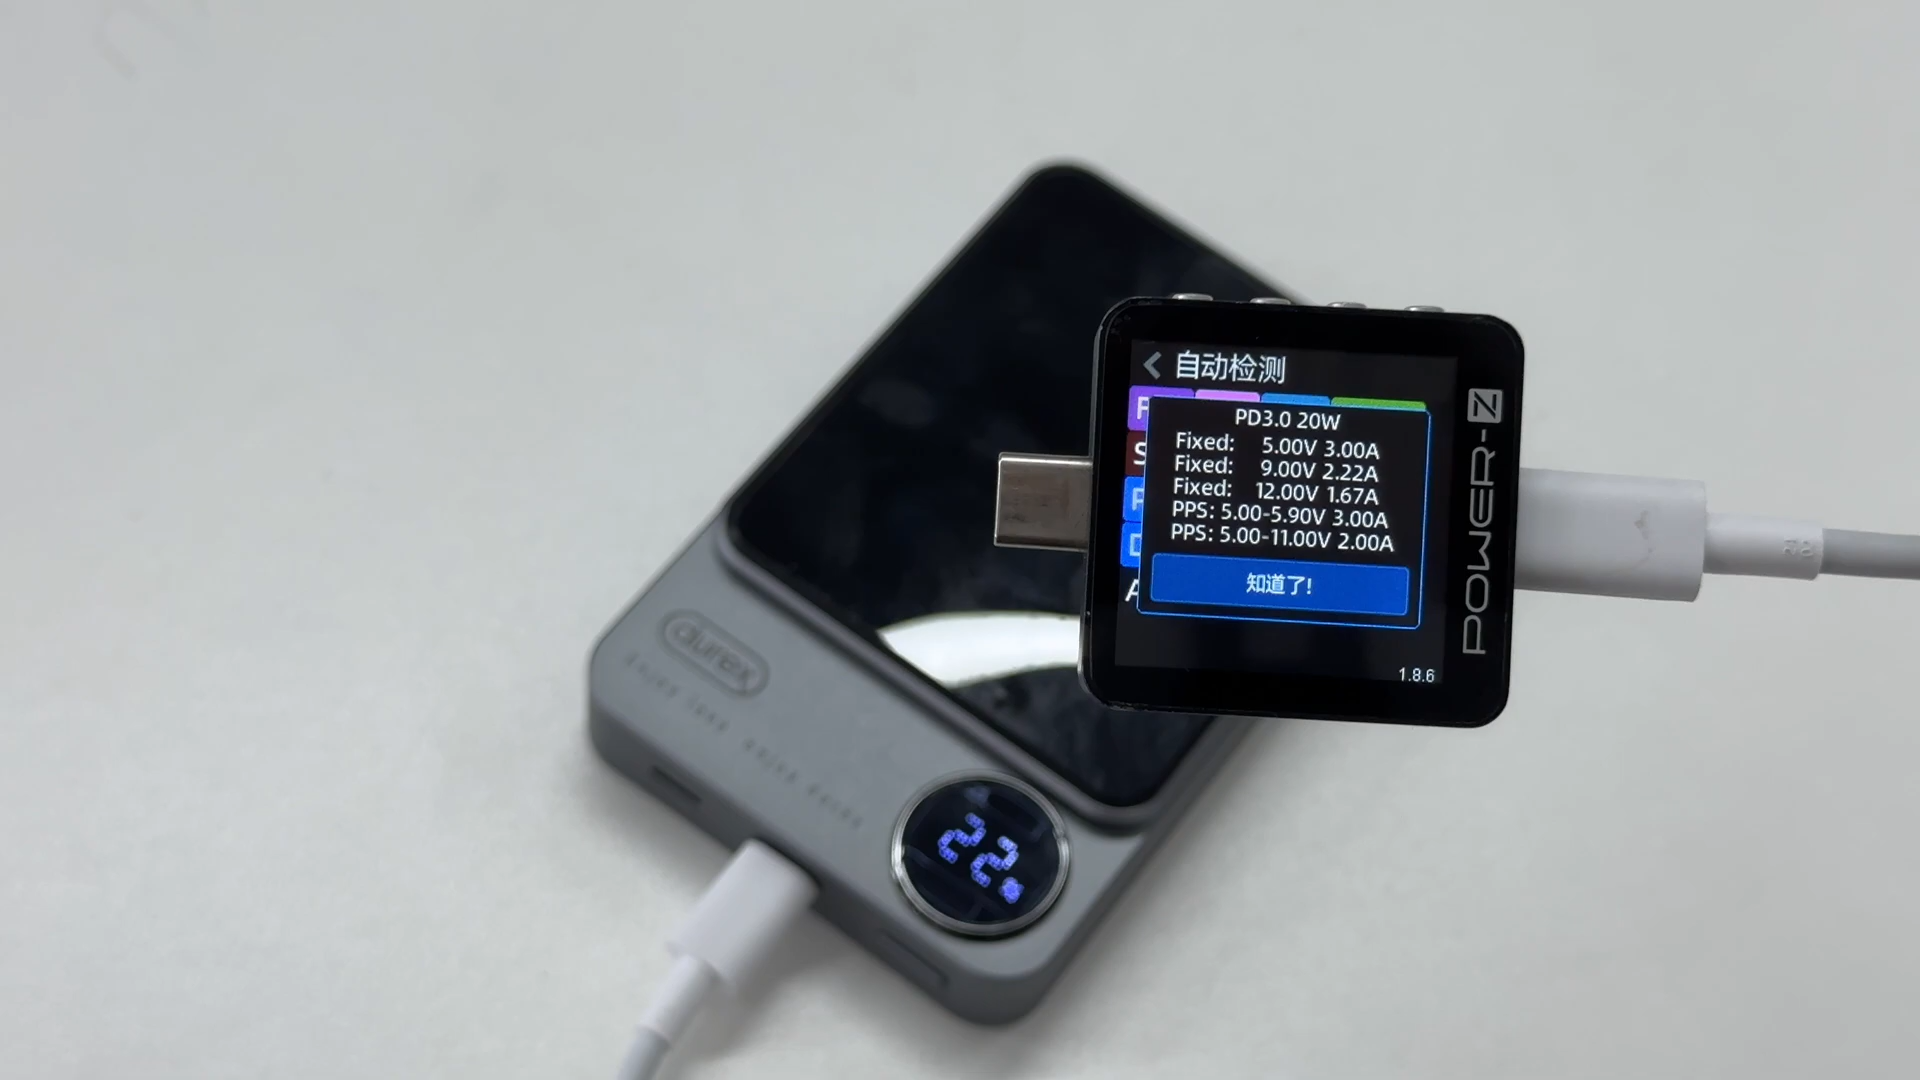 自动检测
PD3.0 20W
Fixed: 5.00V 3.00A
Fixed: 9.00V 2.22A
Fixed: 12.00V 1.67A
PPS: 5.00-5.90V 3.00A
PPS: 5.00-11.00V 2.00A
知道了!
1.8.6
POWER-Z
aurex
22